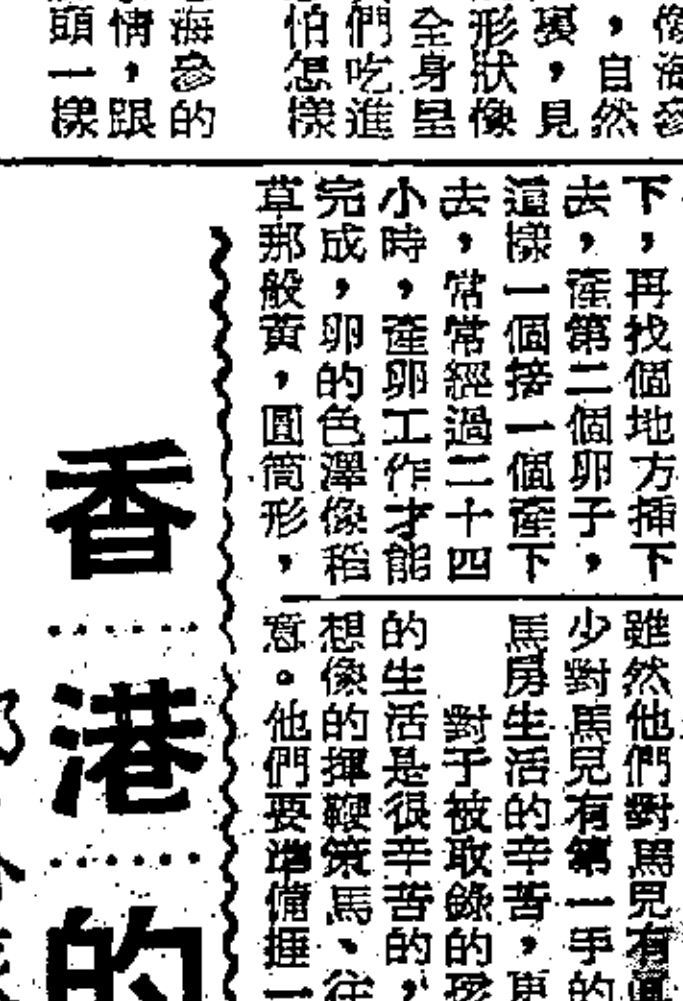 像海參
，自然
裏，見
形狀像
全身呈
們吃進
怕怎樣
海參的
情，跟
頭一樣
下，再找個地方插下
去，產第二個卵子，
這樣一個接一個產下
去，常常經過二十四
小時，產卵工作才能
完成，卵的色澤像稻
草那般黃，圓筒形，
雖然他們對馬兒有
少對馬兒有第一手的
馬房生活的辛苦，更
對于被取錄的孩
的生活是很辛苦的，
想像的揮鞭策馬、往
意。他們要準備捱一
香港的